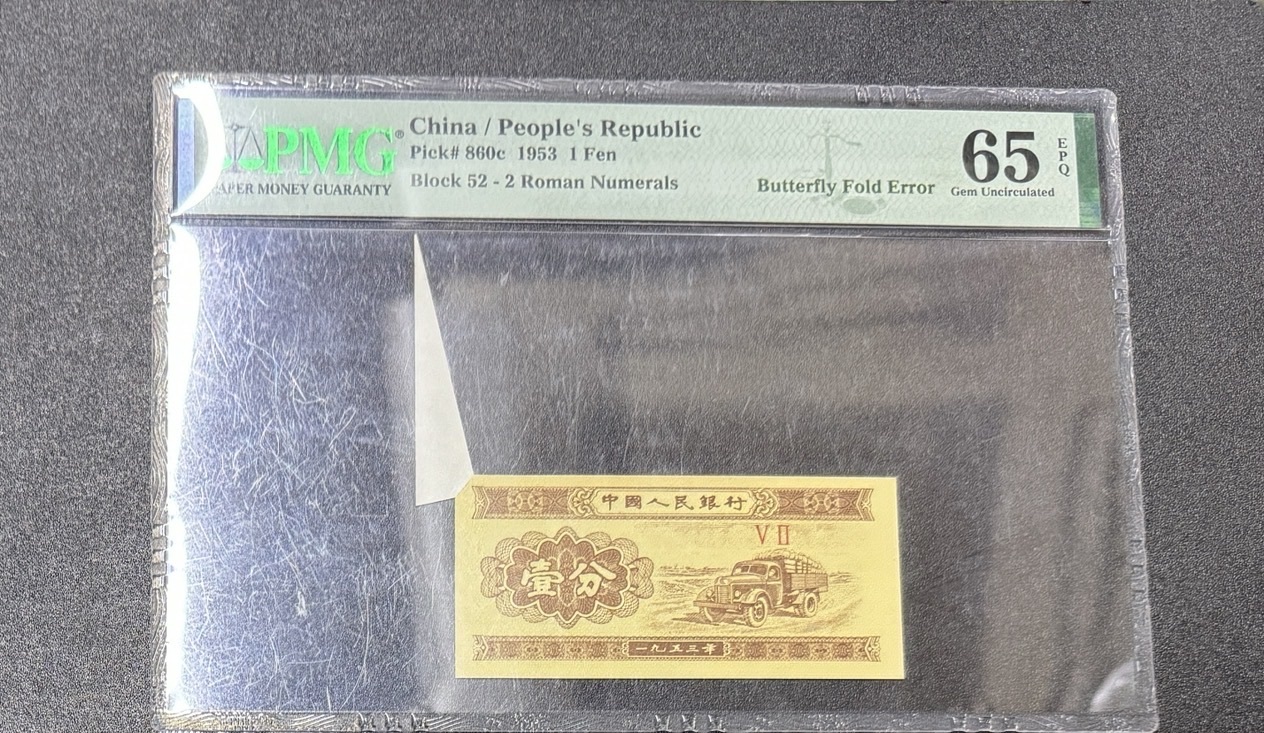 PMG®
PAPER MONEY GUARANTY
China / People's Republic
Pick# 860c 1953 1 Fen
Block 52 - 2 Roman Numerals
Butterfly Fold Error
65
Gem Uncirculated
EPQ
中國人民銀行
V II
壹分
一九五三年